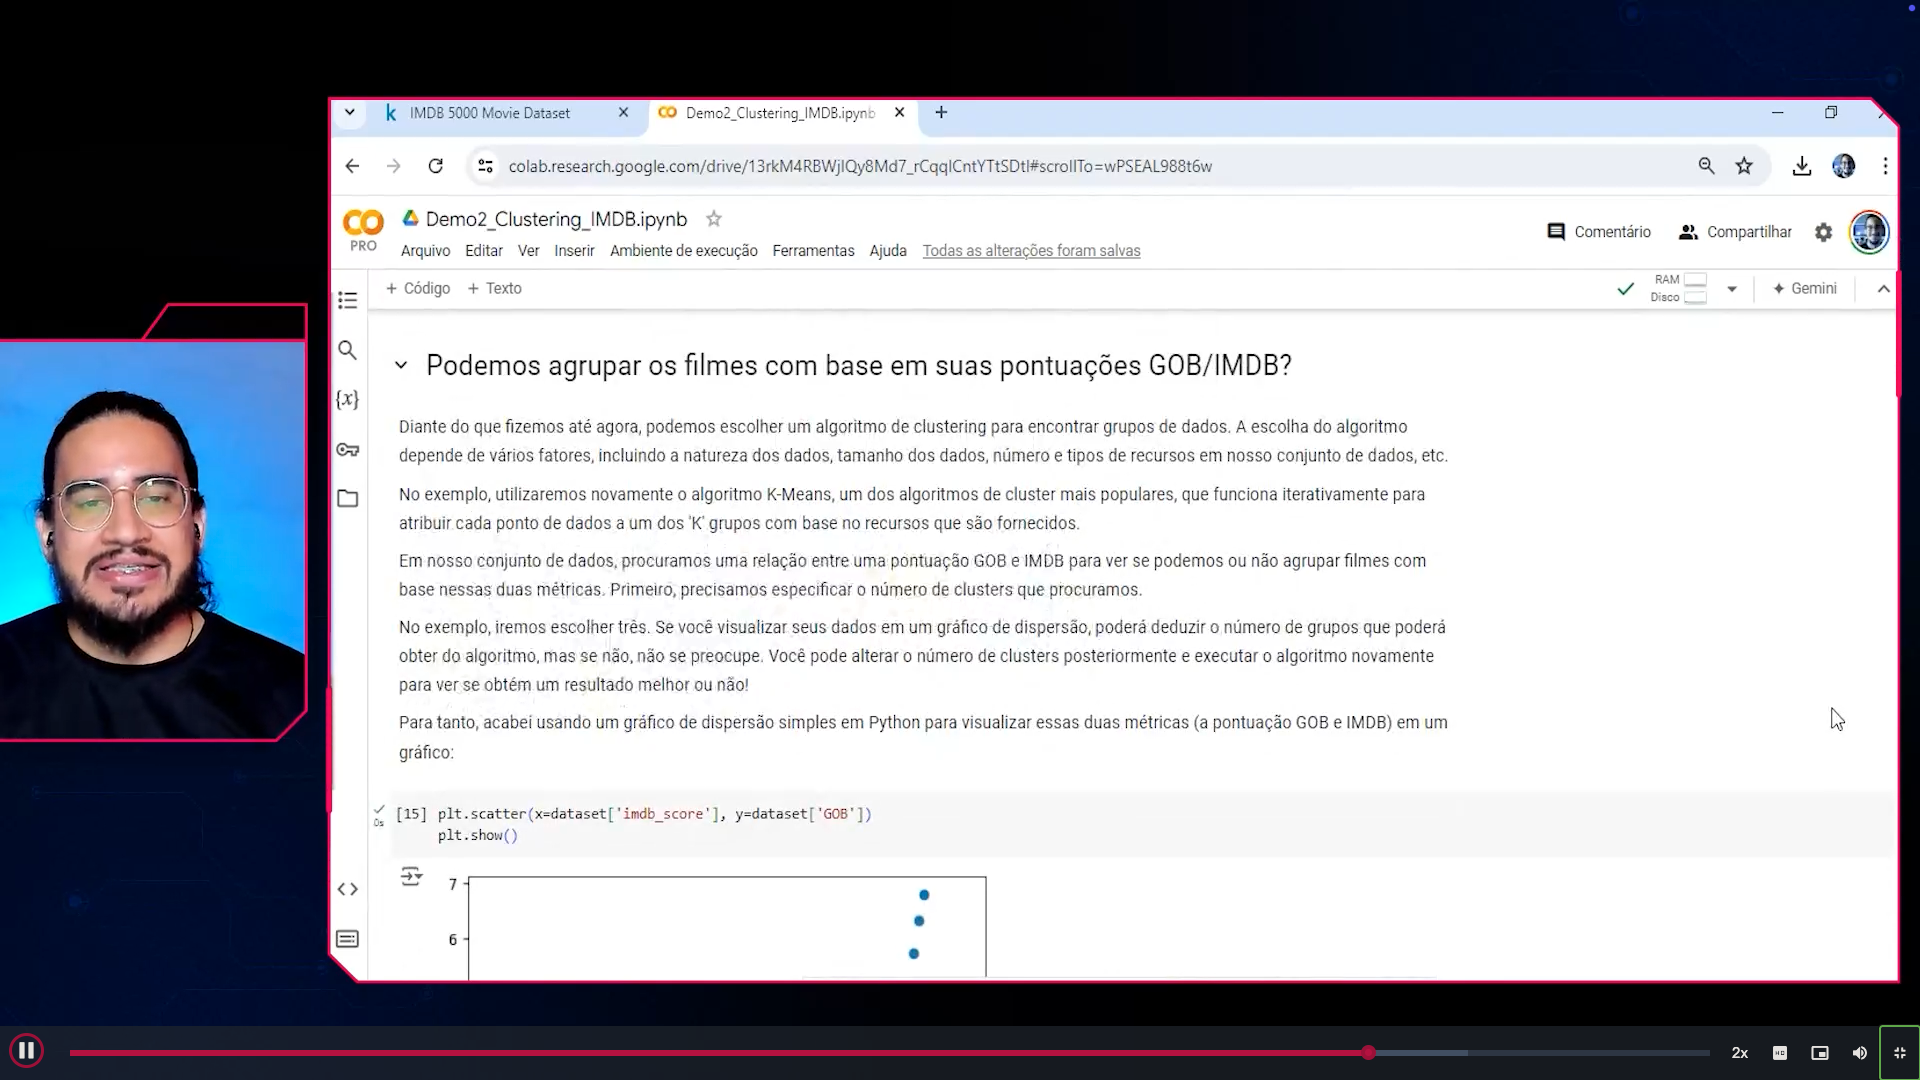 IMDB 5000 Movie Dataset
Demo2_Clustering_IMDB.ipynb
colab.research.google.com/drive/13rkM4RBWjIQy8Md7_rCqqICntYTtSDtI#scrollTo=wPSEAL988t6w
CO
PRO
Demo2_Clustering_IMDB.ipynb
Arquivo Editar Ver Inserir Ambiente de execução Ferramentas Ajuda Todas as alterações foram salvas
Comentário Compartilhar
+ Código + Texto
RAM
Disco
Gemini
Podemos agrupar os filmes com base em suas pontuações GOB/IMDB?
Diante do que fizemos até agora, podemos escolher um algoritmo de clustering para encontrar grupos de dados. A escolha do algoritmo
depende de vários fatores, incluindo a natureza dos dados, tamanho dos dados, número e tipos de recursos em nosso conjunto de dados, etc.
No exemplo, utilizaremos novamente o algoritmo K-Means, um dos algoritmos de cluster mais populares, que funciona iterativamente para
atribuir cada ponto de dados a um dos 'K' grupos com base no recursos que são fornecidos.
Em nosso conjunto de dados, procuramos uma relação entre uma pontuação GOB e IMDB para ver se podemos ou não agrupar filmes com
base nessas duas métricas. Primeiro, precisamos especificar o número de clusters que procuramos.
No exemplo, iremos escolher três. Se você visualizar seus dados em um gráfico de dispersão, poderá deduzir o número de grupos que poderá
obter do algoritmo, mas se não, não se preocupe. Você pode alterar o número de clusters posteriormente e executar o algoritmo novamente
para ver se obtém um resultado melhor ou não!
Para tanto, acabei usando um gráfico de dispersão simples em Python para visualizar essas duas métricas (a pontuação GOB e IMDB) em um
gráfico:
[15] plt.scatter(x=dataset['imdb_score'], y=dataset['GOB'])
plt.show()
0s
7
6
2x
HD